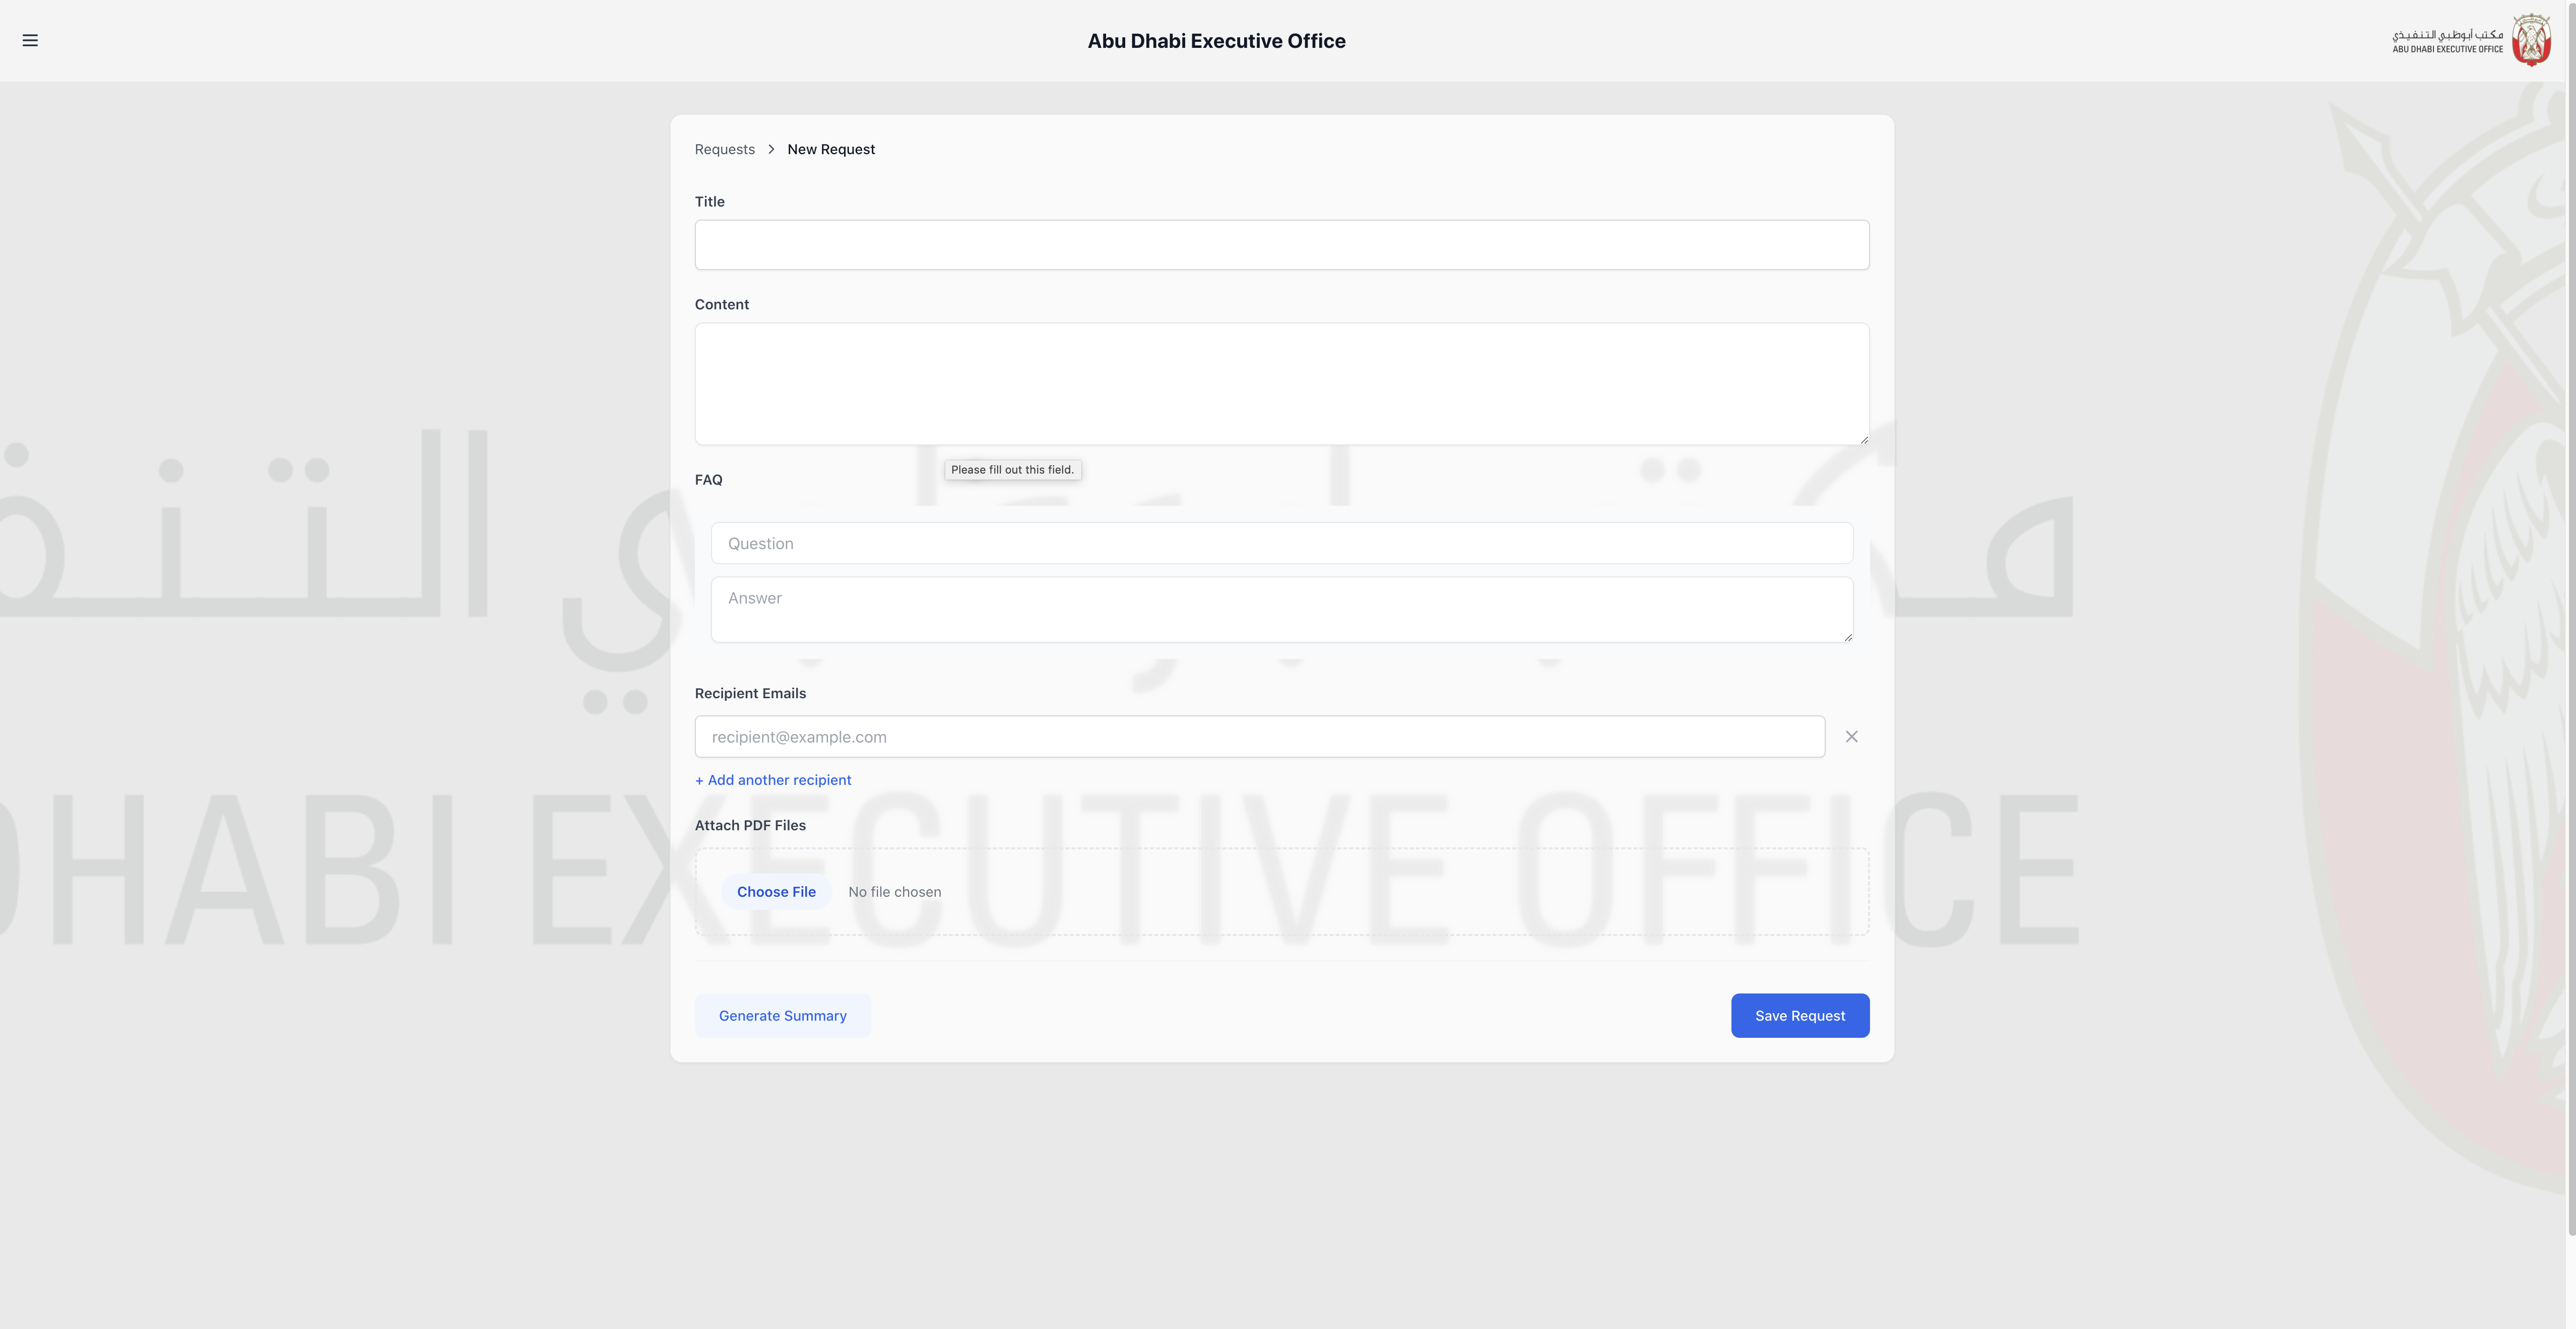 Abu Dhabi Executive Office
مكتب أبوظبي التنفيذي
ABU DHABI EXECUTIVE OFFICE
Requests > New Request
Title
Content
Please fill out this field.
FAQ
Question
Answer
Recipient Emails
recipient@example.com
+ Add another recipient
Attach PDF Files
Choose File No file chosen
Generate Summary
Save Request
DHABI EXECUTIVE OFFICE